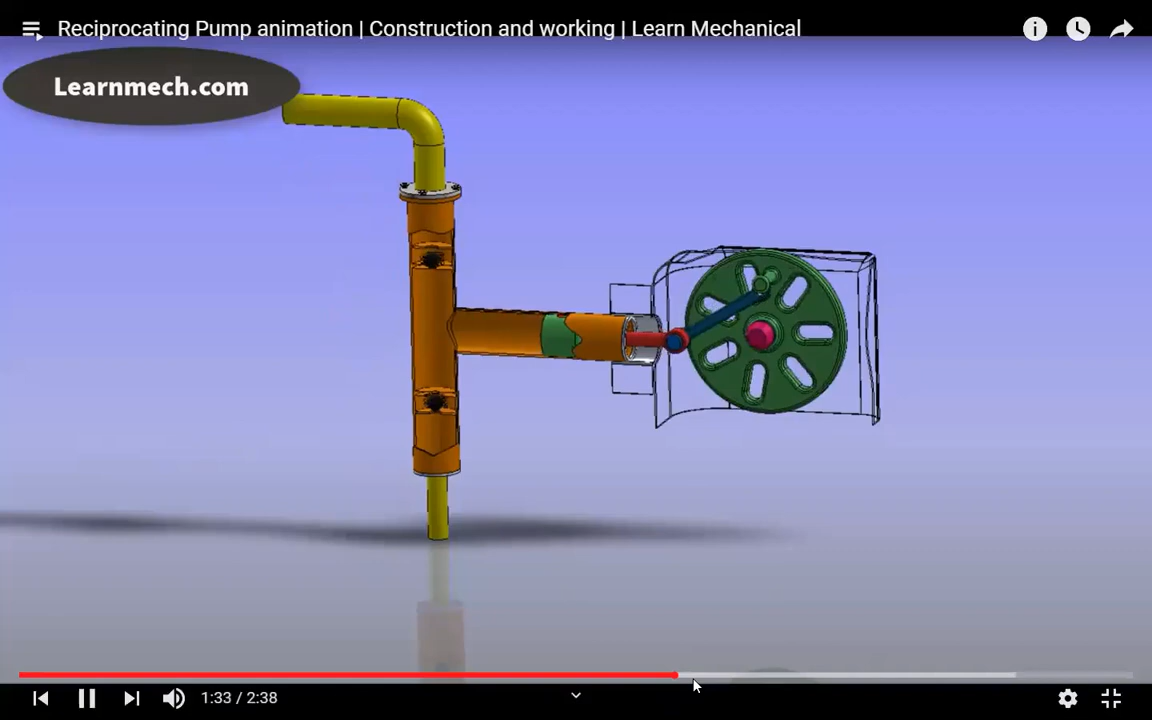 Reciprocating Pump animation | Construction and working | Learn Mechanical
Learnmech.com
1:33 / 2:38